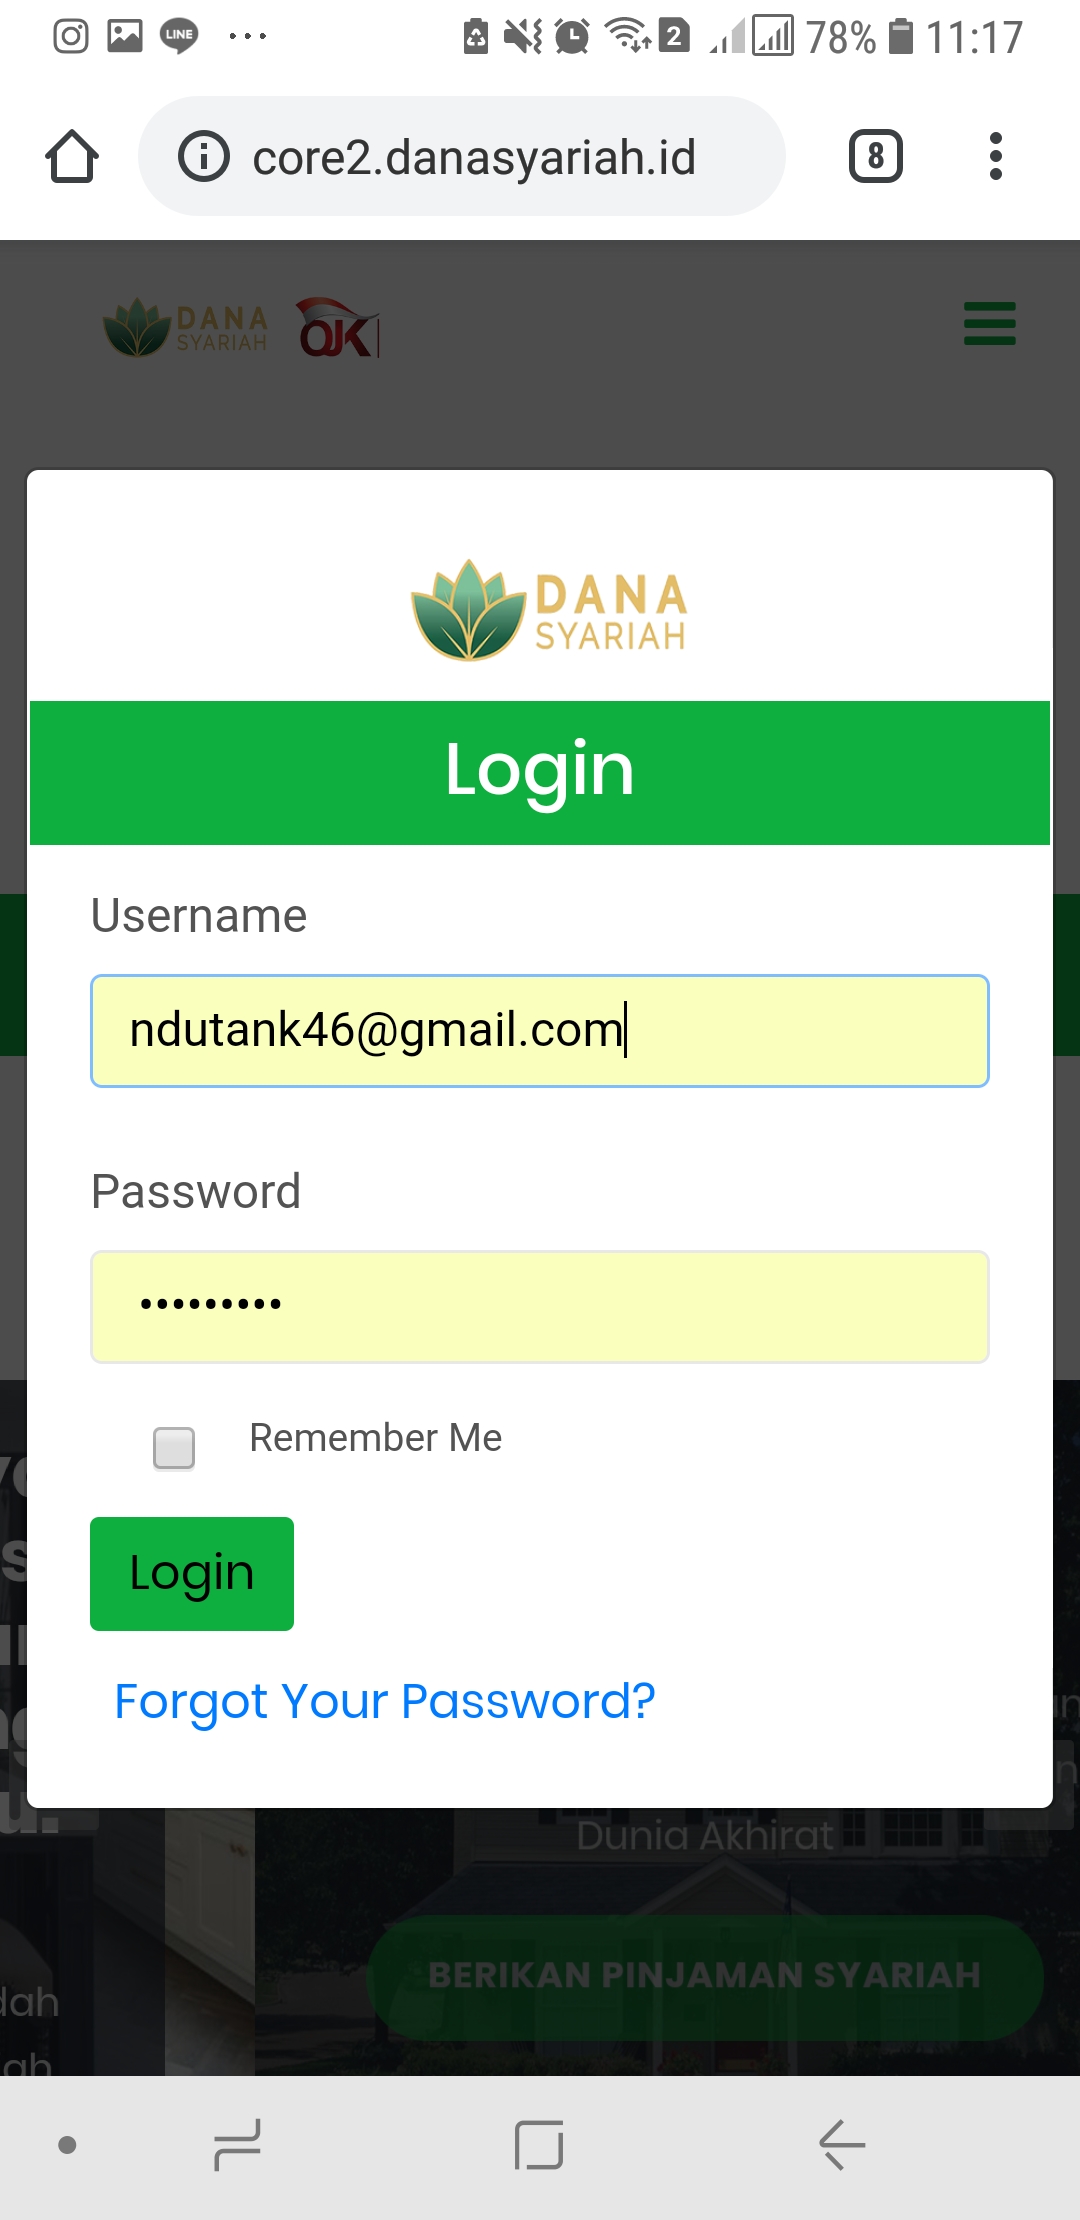 LINE 2 78% 11:17
core2.danasyariah.id 8
DANA
SYARIAH
OJK
DANA
SYARIAH
Login
Username
ndutank46@gmail.com
Password
•••••••••
Remember Me
Login
Forgot Your Password?
Dunia Akhirat
BERIKAN PINJAMAN SYARIAH
dah
ah